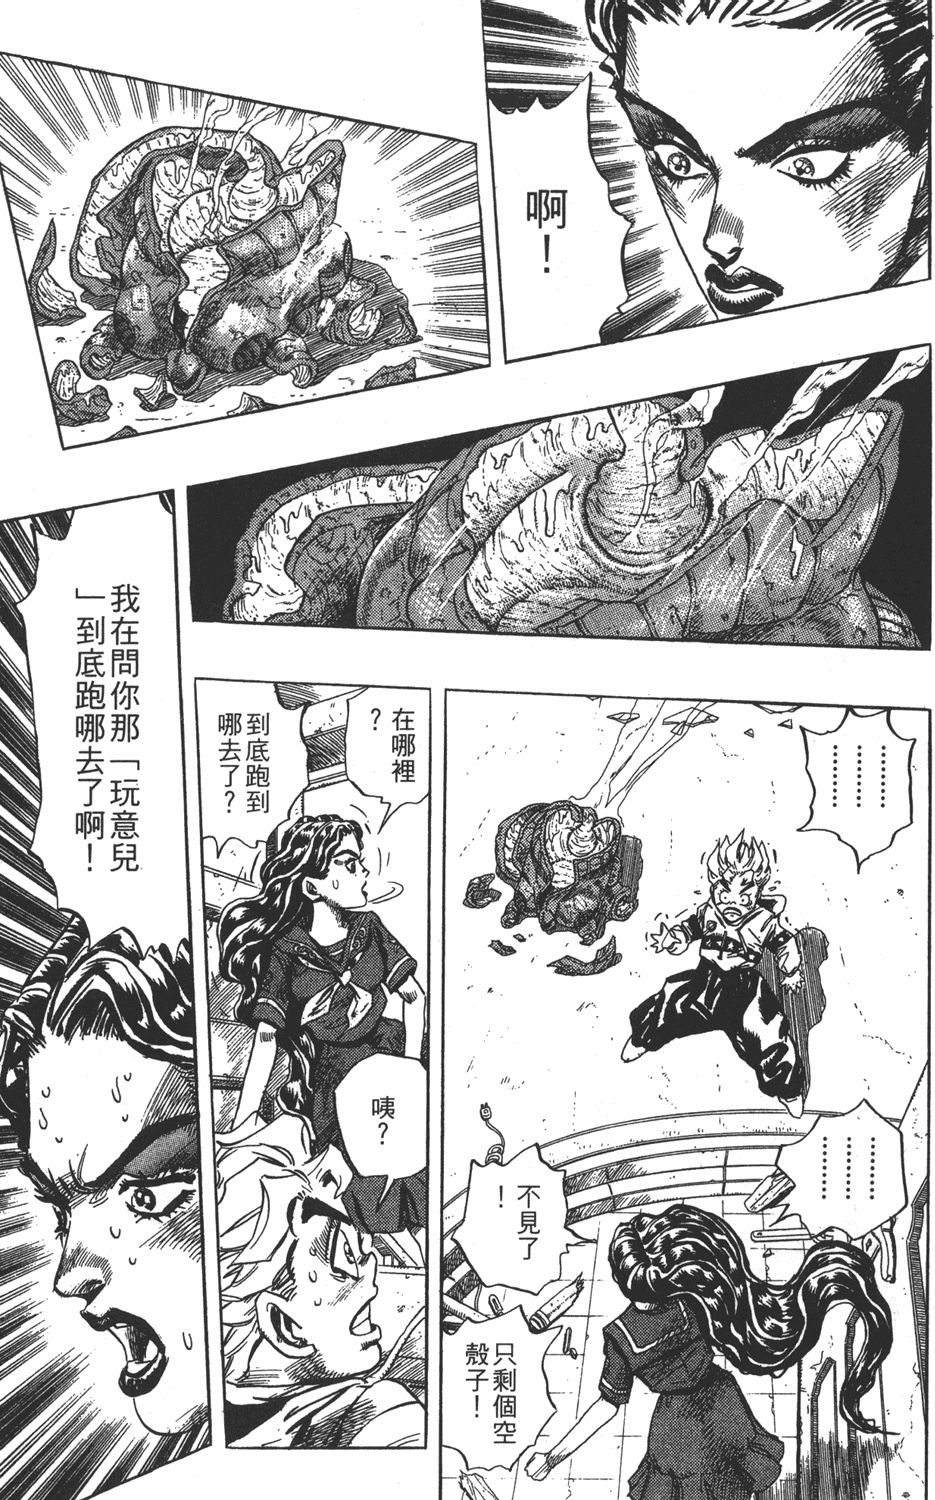 啊！
………
………
不見了
！
只剩個空
殼子！
在哪裡
？
到底跑到
哪去了？
咦？
我在問你那「玩意兒
」到底跑哪去了啊！